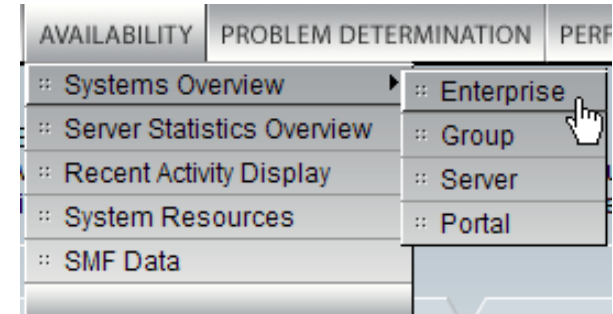 AVAILABILITY PROBLEM DETERMINATION
Systems Overview
Server Statistics Overview
Recent Activity Display
System Resources
SMF Data
Enterprise
Group
Server
Portal